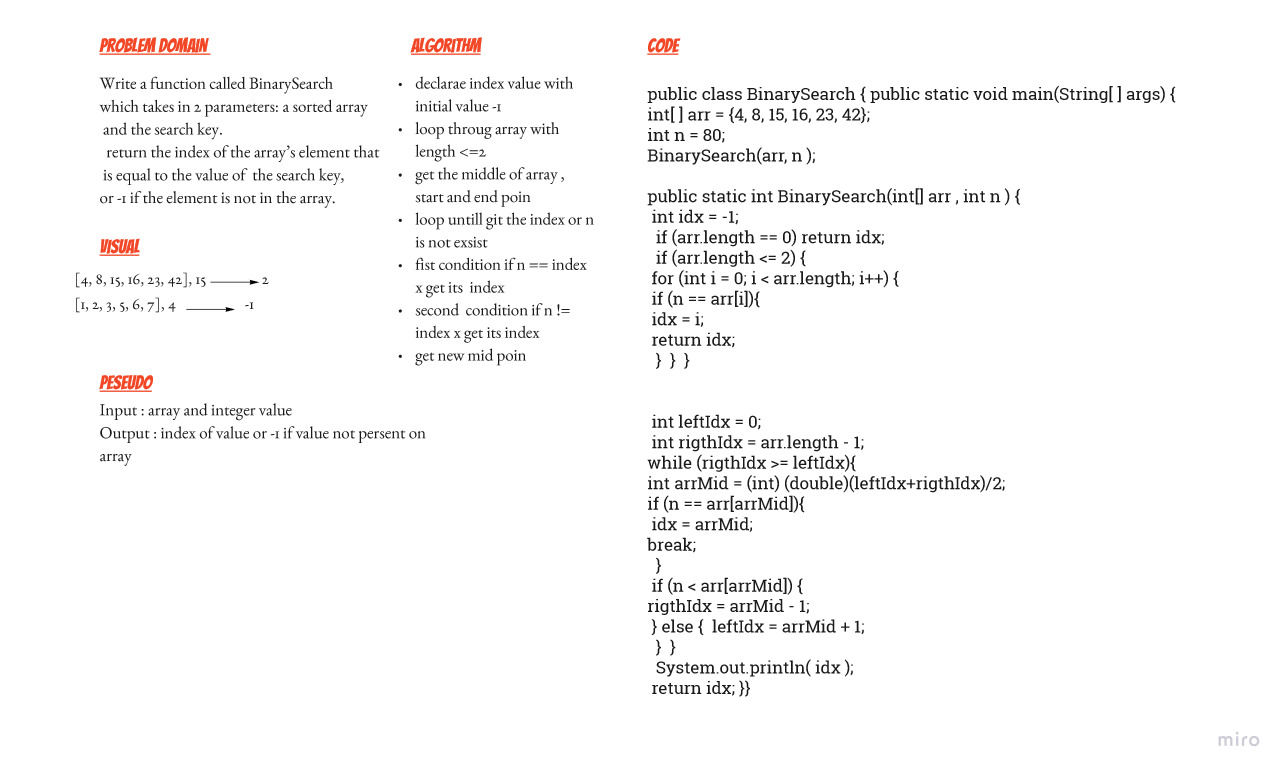 PROBLEM DOMAIN
Write a function called BinarySearch
which takes in 2 parameters: a sorted array
and the search key.
return the index of the array's element that
is equal to the value of the search key,
or -1 if the element is not in the array.
VISUAL
[4, 8, 15, 16, 23, 42], 15 → 2
[1, 2, 3, 5, 6, 7], 4 → -1
PESEUDO
Input : array and integer value
Output : index of value or -1 if value not persent on
array
ALGORITHM
• declarae index value with
initial value -1
• loop throug array with
length <=2
• get the middle of array ,
start and end poin
• loop untill git the index or n
is not exsist
• fist condition if n == index
x get its index
• second condition if n !=
index x get its index
• get new mid poin
CODE
public class BinarySearch { public static void main(String[ ] args) {
int[ ] arr = {4, 8, 15, 16, 23, 42};
int n = 80;
BinarySearch(arr, n );
public static int BinarySearch(int[] arr , int n ) {
int idx = -1;
if (arr.length == 0) return idx;
if (arr.length <= 2) {
for (int i = 0; i < arr.length; i++) {
if (n == arr[i]){
idx = i;
return idx;
} } }
int leftIdx = 0;
int rigthIdx = arr.length - 1;
while (rigthIdx >= leftIdx){
int arrMid = (int) (double)(leftIdx+rigthIdx)/2;
if (n == arr[arrMid]){
idx = arrMid;
break;
}
if (n < arr[arrMid]) {
rigthIdx = arrMid - 1;
} else { leftIdx = arrMid + 1;
} }
System.out.println( idx );
return idx; }}
miro